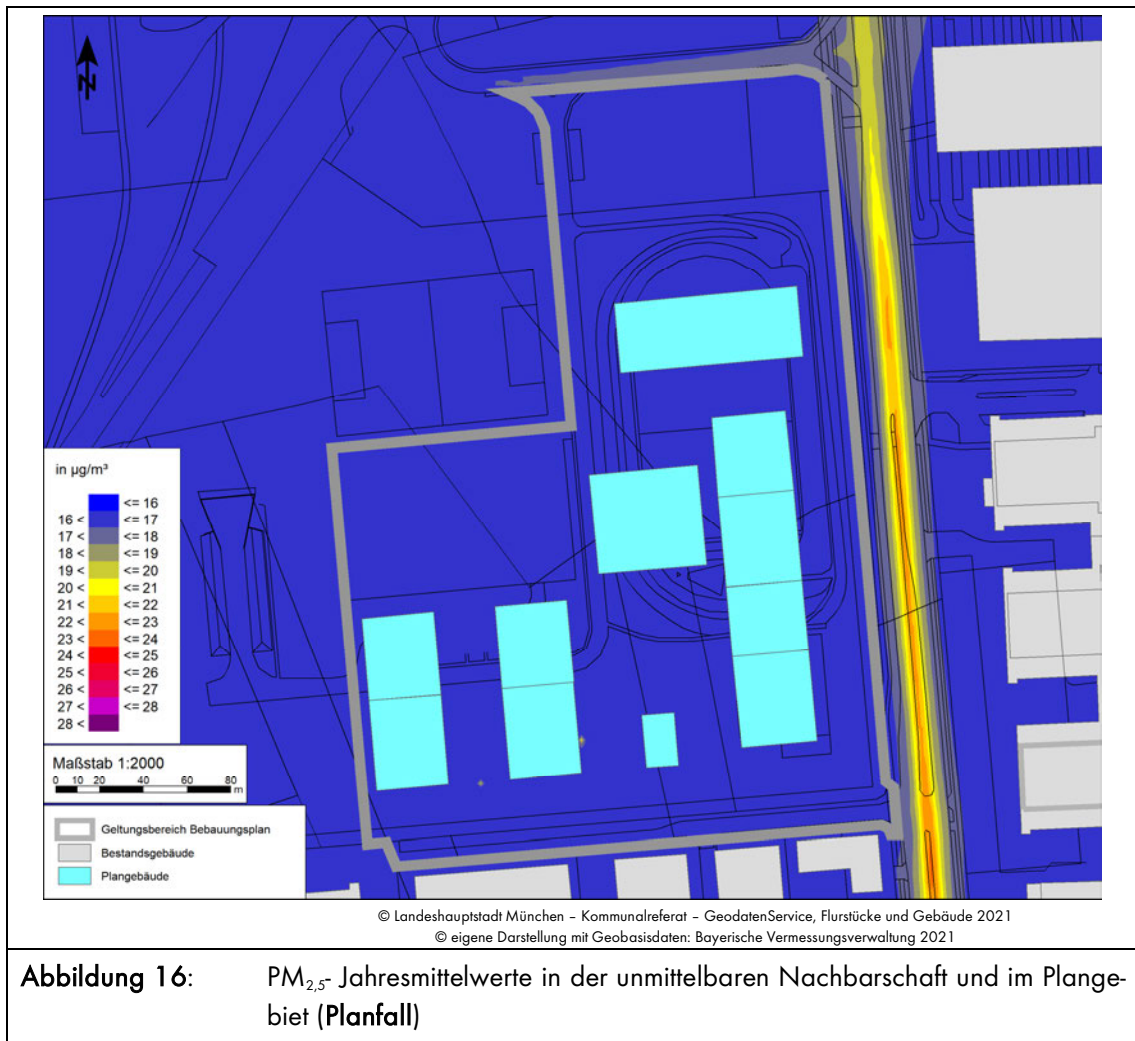 N
in µg/m³
<= 16
16 < <= 17
17 < <= 18
18 < <= 19
19 < <= 20
20 < <= 21
21 < <= 22
22 < <= 23
23 < <= 24
24 < <= 25
25 < <= 26
26 < <= 27
27 < <= 28
28 <
Maßstab 1:2000
0 10 20 40 60 80
m
Geltungsbereich Bebauungsplan
Bestandsgebäude
Plangebäude
© Landeshauptstadt München – Kommunalreferat – GeodatenService, Flurstücke und Gebäude 2021
© eigene Darstellung mit Geobasisdaten: Bayerische Vermessungsverwaltung 2021
Abbildung 16: PM2,5- Jahresmittelwerte in der unmittelbaren Nachbarschaft und im Plange-
biet (Planfall)